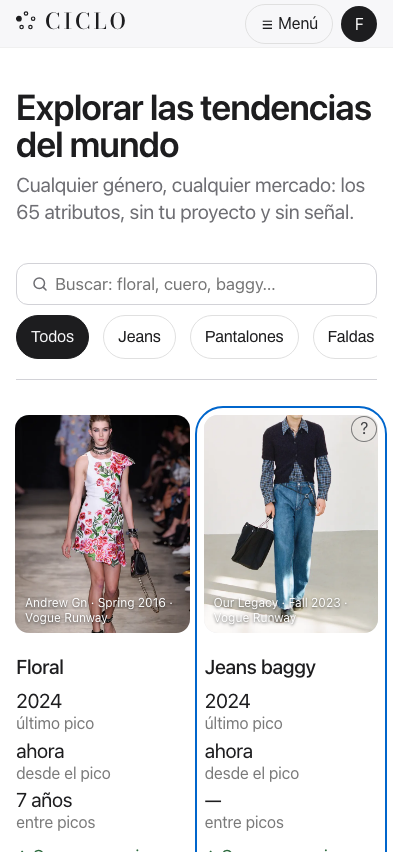 CICLO
≡ Menú
F
Explorar las tendencias
del mundo
Cualquier género, cualquier mercado: los
65 atributos, sin tu proyecto y sin señal.
Buscar: floral, cuero, baggy...
Todos
Jeans
Pantalones
Faldas
?
Andrew Gn · Spring 2016 ·
Vogue Runway
Our Legacy · Fall 2023 ·
Vogue Runway
Floral
2024
último pico
ahora
desde el pico
7 años
entre picos
Jeans baggy
2024
último pico
ahora
desde el pico
—
entre picos